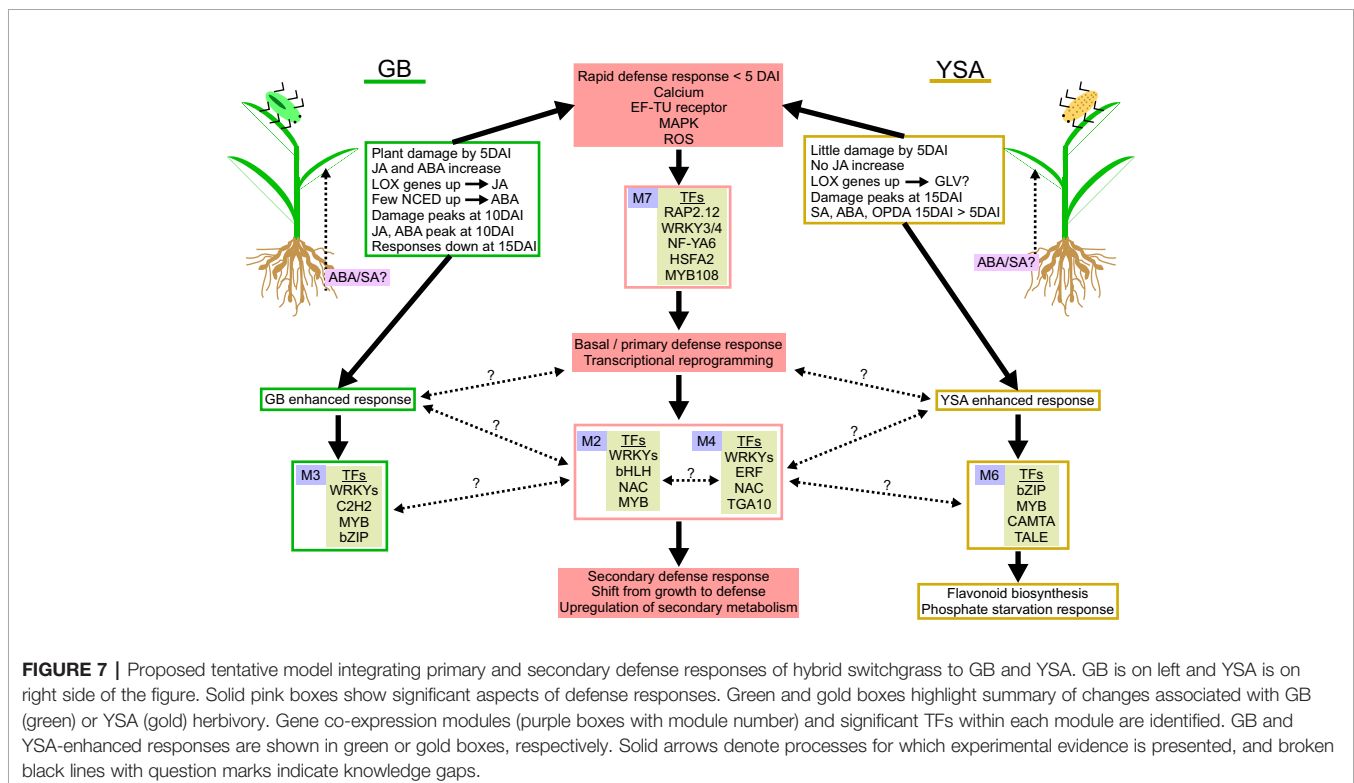 GB
YSA
Rapid defense response < 5 DAI
Calcium
EF-TU receptor
MAPK
ROS
Plant damage by 5DAI
JA and ABA increase
LOX genes up → JA
Few NCED up → ABA
Damage peaks at 10DAI
JA, ABA peak at 10DAI
Responses down at 15DAI
ABA/SA?
Little damage by 5DAI
No JA increase
LOX genes up → GLV?
Damage peaks at 15DAI
SA, ABA, OPDA 15DAI > 5DAI
ABA/SA?
M7
TFs
RAP2.12
WRKY3/4
NF-YA6
HSFA2
MYB108
Basal / primary defense response
Transcriptional reprogramming
?
?
GB enhanced response
YSA enhanced response
?
?
M3
TFs
WRKYs
C2H2
MYB
bZIP
?
M2
TFs
WRKYs
bHLH
NAC
MYB
?
M4
TFs
WRKYs
ERF
NAC
TGA10
?
M6
TFs
bZIP
MYB
CAMTA
TALE
Secondary defense response
Shift from growth to defense
Upregulation of secondary metabolism
Flavonoid biosynthesis
Phosphate starvation response
FIGURE 7 | Proposed tentative model integrating primary and secondary defense responses of hybrid switchgrass to GB and YSA. GB is on left and YSA is on
right side of the figure. Solid pink boxes show significant aspects of defense responses. Green and gold boxes highlight summary of changes associated with GB
(green) or YSA (gold) herbivory. Gene co-expression modules (purple boxes with module number) and significant TFs within each module are identified. GB and
YSA-enhanced responses are shown in green or gold boxes, respectively. Solid arrows denote processes for which experimental evidence is presented, and broken
black lines with question marks indicate knowledge gaps.